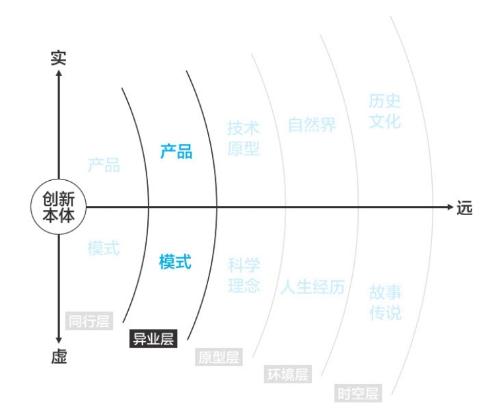 实
历史
文化
技术
原型
自然界
产品
产品
创新
本体
远
模式
模式
科学
理念
人生经历
故事
传说
同行层
异业层
原型层
环境层
时空层
虚